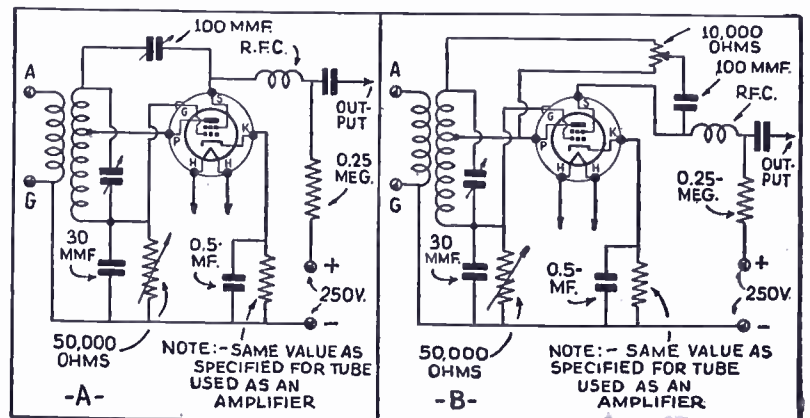 100 MMF.
R.F.C.
A
G
S
P
K
H H
OUT-
PUT
0.25
MEG.
30
MMF.
0.5-
MF.
+
250V.
-
50,000
OHMS
NOTE:- SAME VALUE AS
SPECIFIED FOR TUBE
USED AS AN
AMPLIFIER
-A-
G
10,000
OHMS
100 MMF.
R.F.C.
A
G
S
P
K
H H
OUT-
PUT
0.25-
MEG.
30
MMF.
0.5-
MF.
+
250V.
-
50,000
OHMS
NOTE:- SAME VALUE AS
SPECIFIED FOR TUBE
USED AS AN
AMPLIFIER
-B-
G